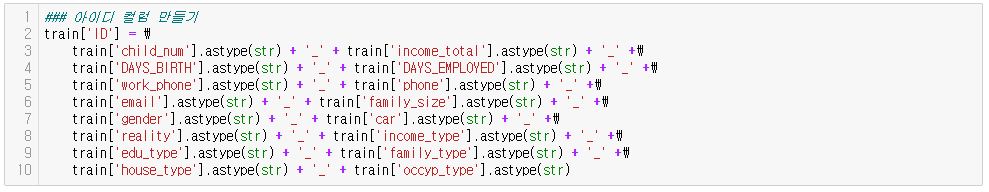 1 ### 아이디 컬럼 만들기
2 train['ID'] = ₩
3 train['child_num'].astype(str) + '_' + train['income_total'].astype(str) + '_' +₩
4 train['DAYS_BIRTH'].astype(str) + '_' + train['DAYS_EMPLOYED'].astype(str) + '_' +₩
5 train['work_phone'].astype(str) + '_' + train['phone'].astype(str) + '_' +₩
6 train['email'].astype(str) + '_' + train['family_size'].astype(str) + '_' +₩
7 train['gender'].astype(str) + '_' + train['car'].astype(str) + '_' +₩
8 train['reality'].astype(str) + '_' + train['income_type'].astype(str) + '_' +₩
9 train['edu_type'].astype(str) + '_' + train['family_type'].astype(str) + '_' +₩
10 train['house_type'].astype(str) + '_' + train['occyp_type'].astype(str)